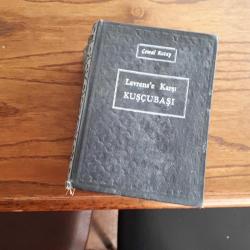 Cemal Kutay
Lavrens'e Karşı
KUŞÇUBAŞI